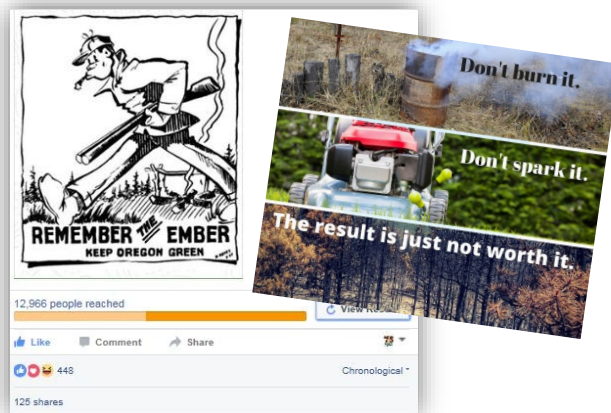 REMEMBER THE EMBER
KEEP OREGON GREEN
Don't burn it.
Don't spark it.
The result is just not worth it.
12,966 people reached
View Res
Like Comment Share
448 Chronological
125 shares